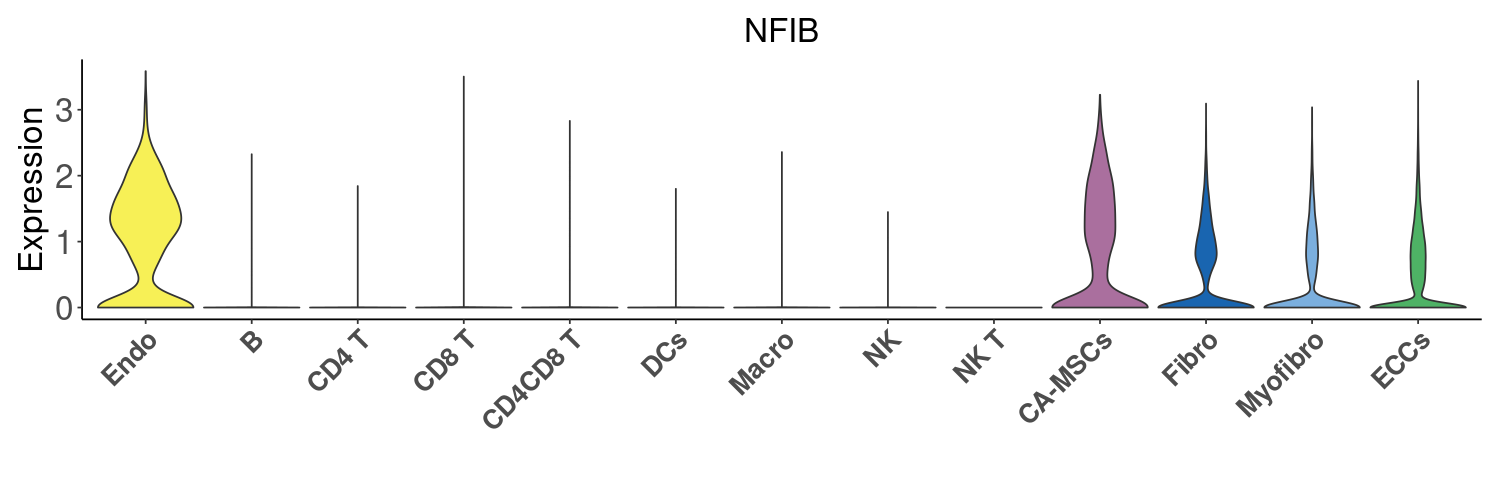 NFIB
Expression
3
2
1
0
Endo
B
CD4 T
CD8 T
CD4CD8 T
DCs
Macro
NK
NK T
CA-MSCs
Fibro
Myofibro
ECCs